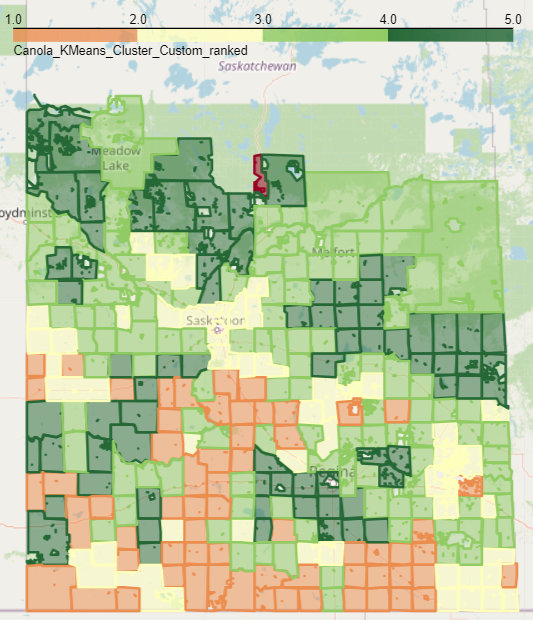 1.0 2.0 3.0 4.0 5.0
Canola_KMeans_Cluster_Custom_ranked
Saskatchewan
Meadow
Lake
oydminst
Melfort
Saskatoon
Regina